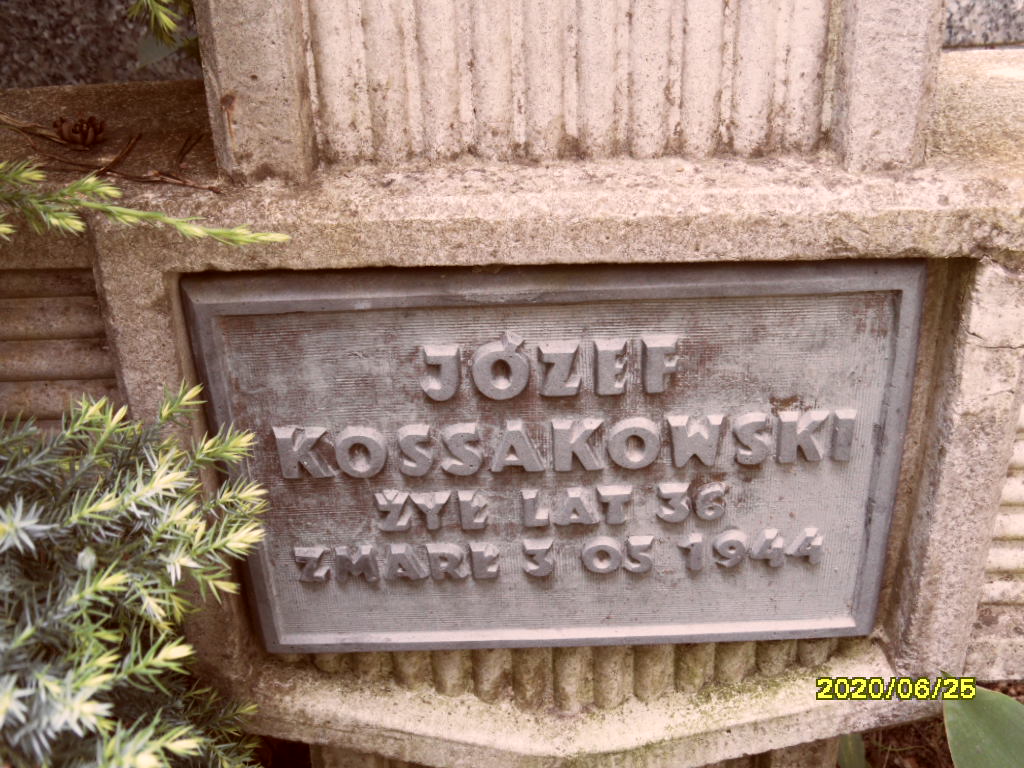 JÓZEF
KOSSAKOWSKI
ŻYŁ LAT 36
ZMARŁ 3 05 1944
2020/06/25